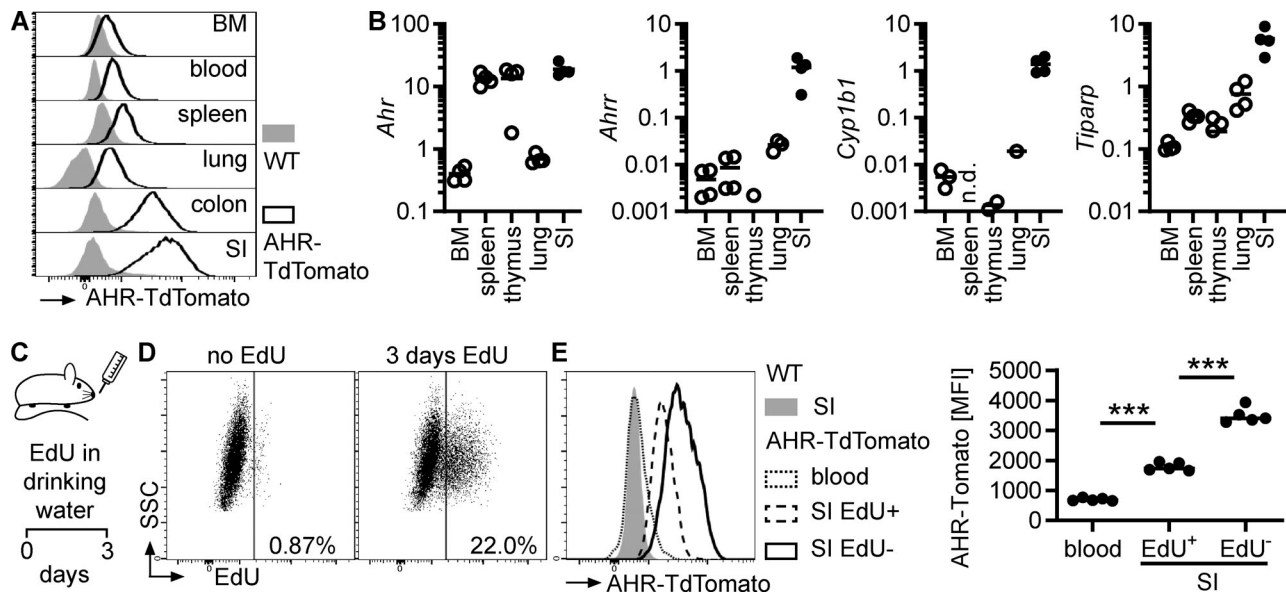 A
BM
blood
spleen
lung
colon
SI
0
AHR-TdTomato
WT
AHR-
TdTomato
B
Ahr
100
10
1
0.1
BM
spleen
thymus
lung
SI
Ahrr
10
1
0.1
0.01
0.001
BM
spleen
thymus
lung
SI
Cyp1b1
10
1
0.1
0.01
0.001
n.d.
BM
spleen
thymus
lung
SI
Tiparp
10
1
0.1
0.01
BM
spleen
thymus
lung
SI
C
EdU in
drinking
water
0 3
days
D
no EdU
3 days EdU
SSC
0.87%
22.0%
EdU
E
0
AHR-TdTomato
WT
SI
AHR-TdTomato
blood
SI EdU+
SI EdU-
AHR-Tomato [MFI]
5000
4000
3000
2000
1000
0
***
***
blood
EdU⁺
EdU⁻
SI